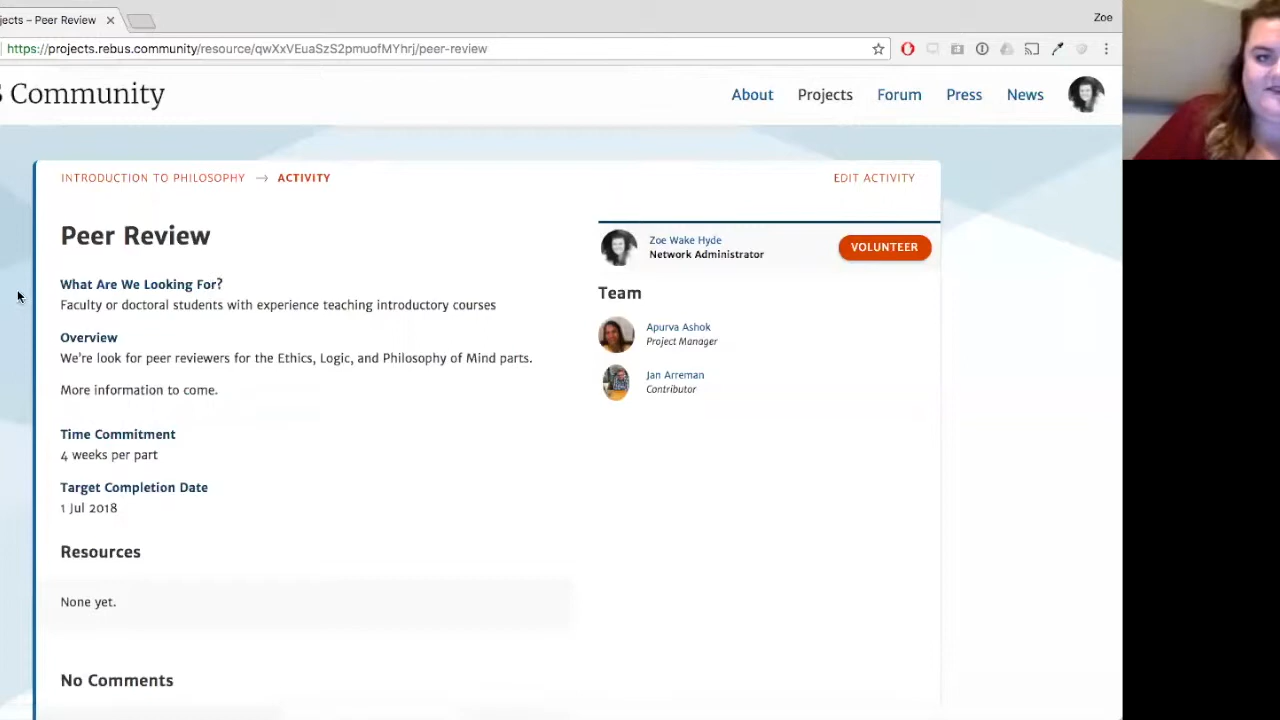 jects – Peer Review
Zoe
https://projects.rebus.community/resource/qwXxVEuaSzS2pmuofMYhrj/peer-review
Community
About Projects Forum Press News
INTRODUCTION TO PHILOSOPHY → ACTIVITY
EDIT ACTIVITY
Peer Review
Zoe Wake Hyde
Network Administrator
VOLUNTEER
What Are We Looking For?
Faculty or doctoral students with experience teaching introductory courses
Team
Overview
We're look for peer reviewers for the Ethics, Logic, and Philosophy of Mind parts.
More information to come.
Apurva Ashok
Project Manager
Jan Arreman
Contributor
Time Commitment
4 weeks per part
Target Completion Date
1 Jul 2018
Resources
None yet.
No Comments